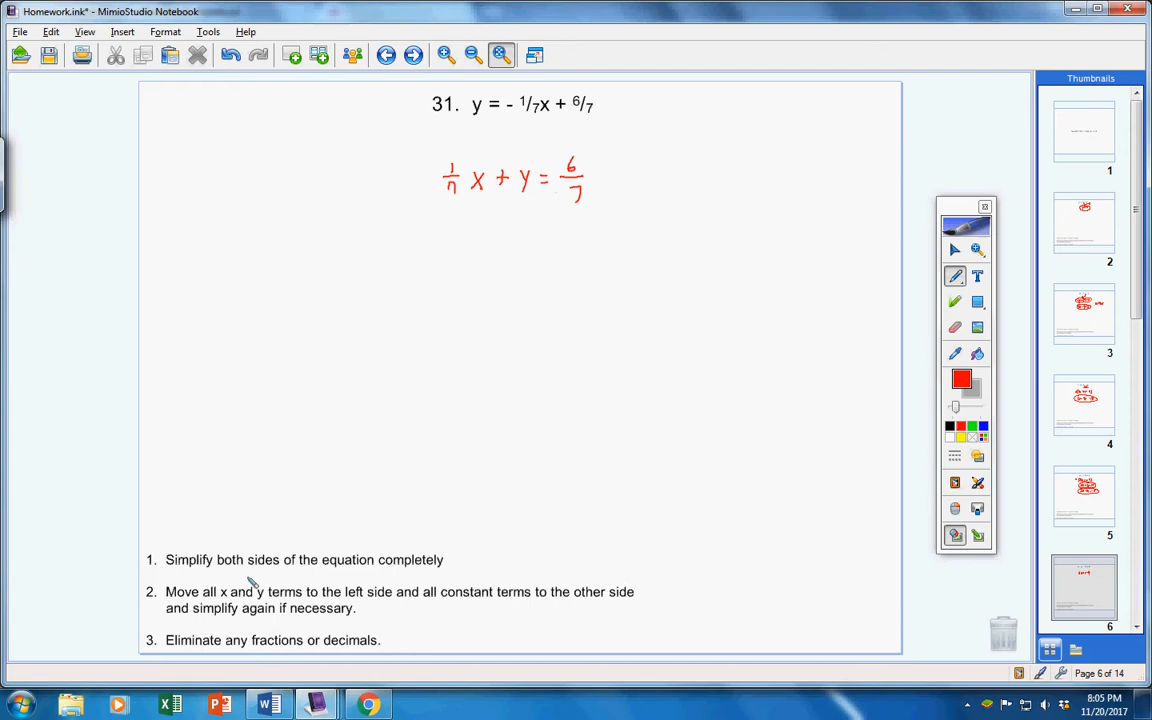 Homework.ink* - MimioStudio Notebook
File Edit View Insert Format Tools Help
Thumbnails
31. y = - 1/7x + 6/7
1/7 x + y = 6/7
1
2
3
4
5
6
1. Simplify both sides of the equation completely
2. Move all x and y terms to the left side and all constant terms to the other side
and simplify again if necessary.
3. Eliminate any fractions or decimals.
Page 6 of 14
8:05 PM
11/20/2017